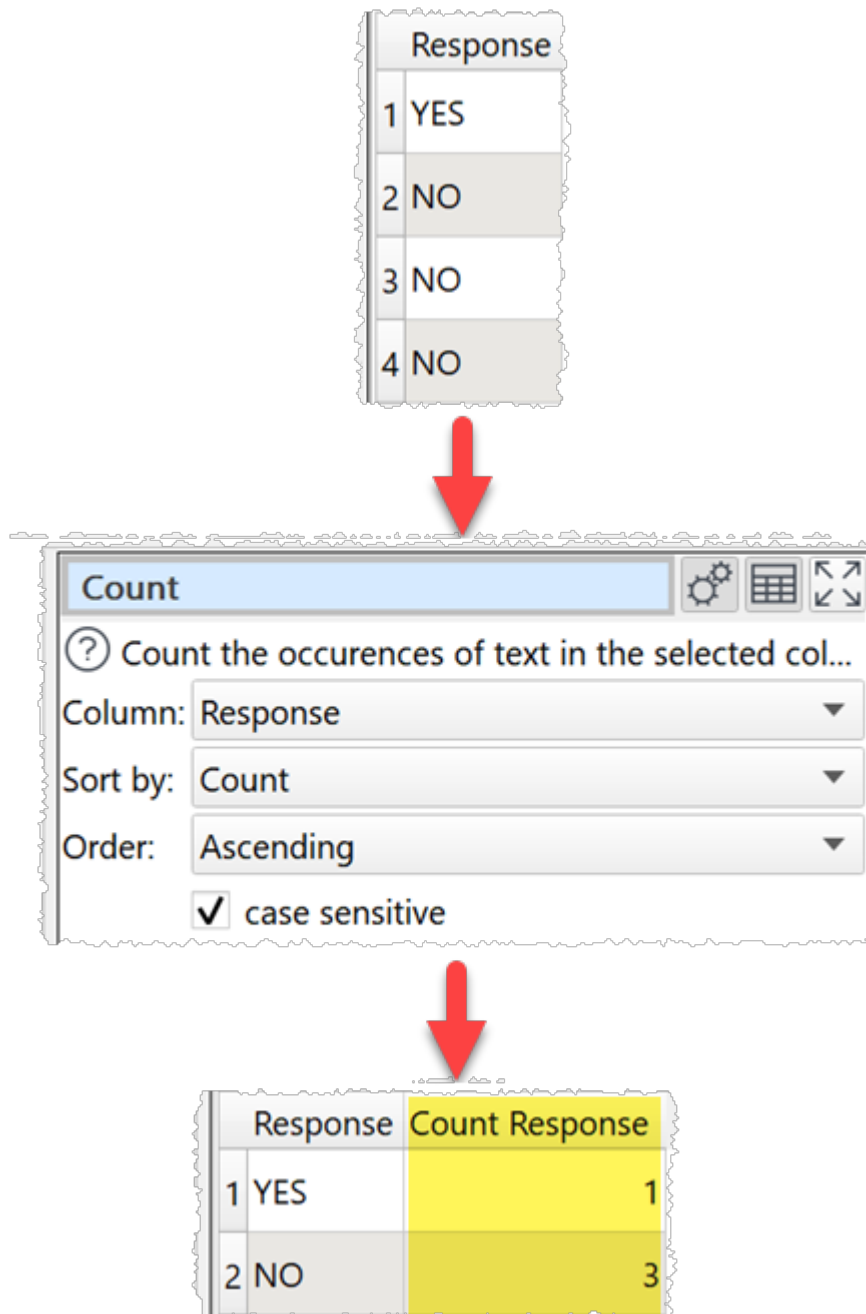 Response
1 YES
2 NO
3 NO
4 NO
Count
? Count the occurences of text in the selected col...
Column: Response
Sort by: Count
Order: Ascending
case sensitive
Response Count Response
1 YES 1
2 NO 3